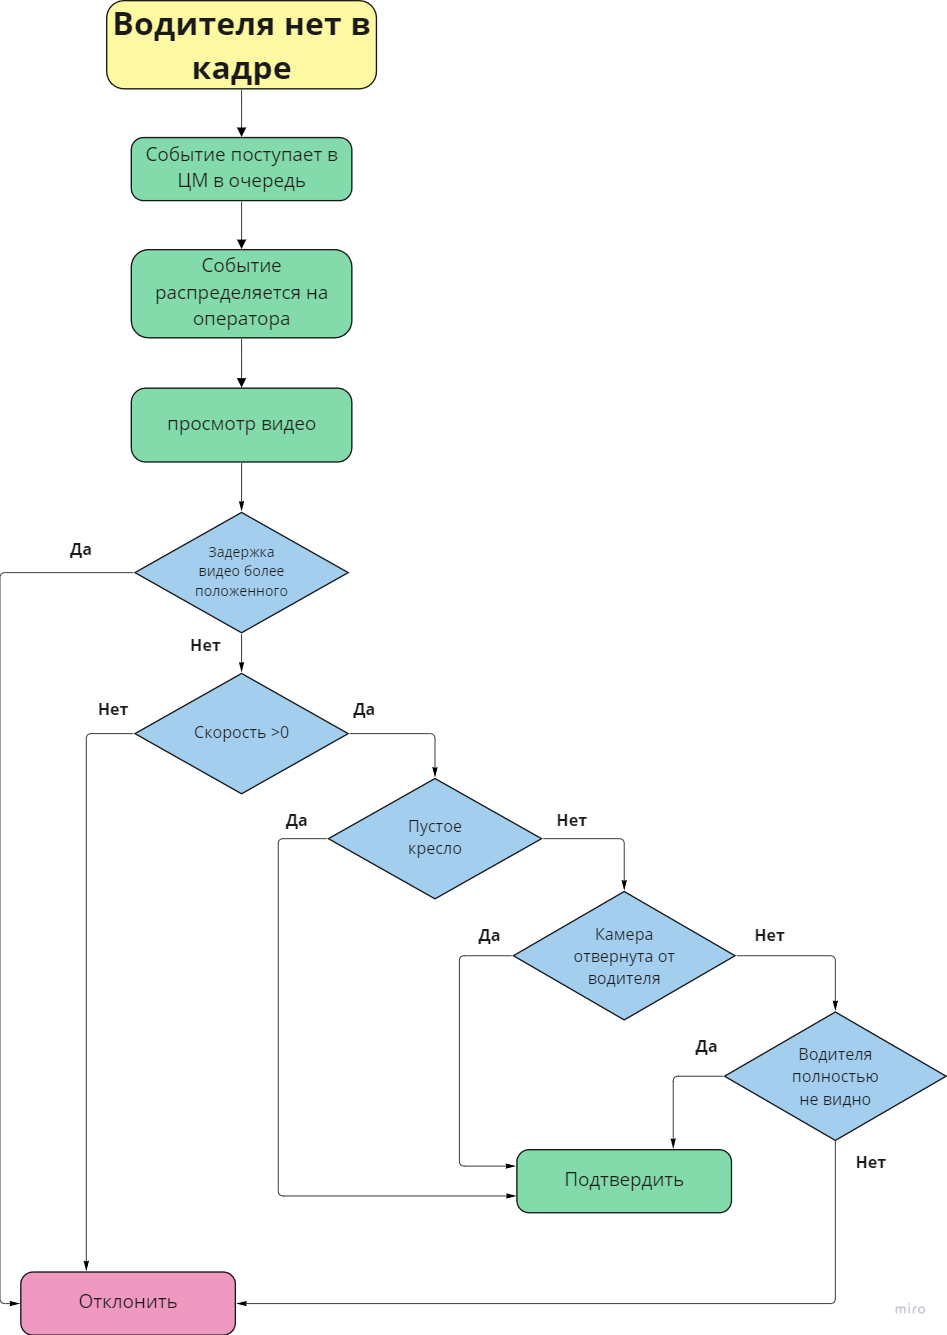 Водителя нет в
кадре
Событие поступает в
ЦМ в очередь
Событие
распределяется на
оператора
просмотр видео
Да
Задержка
видео более
положенного
Нет
Нет
Да
Скорость >0
Да
Нет
Пустое
кресло
Да
Нет
Камера
отвернута от
водителя
Да
Водителя
полностью
не видно
Нет
Подтвердить
Отклонить
miro